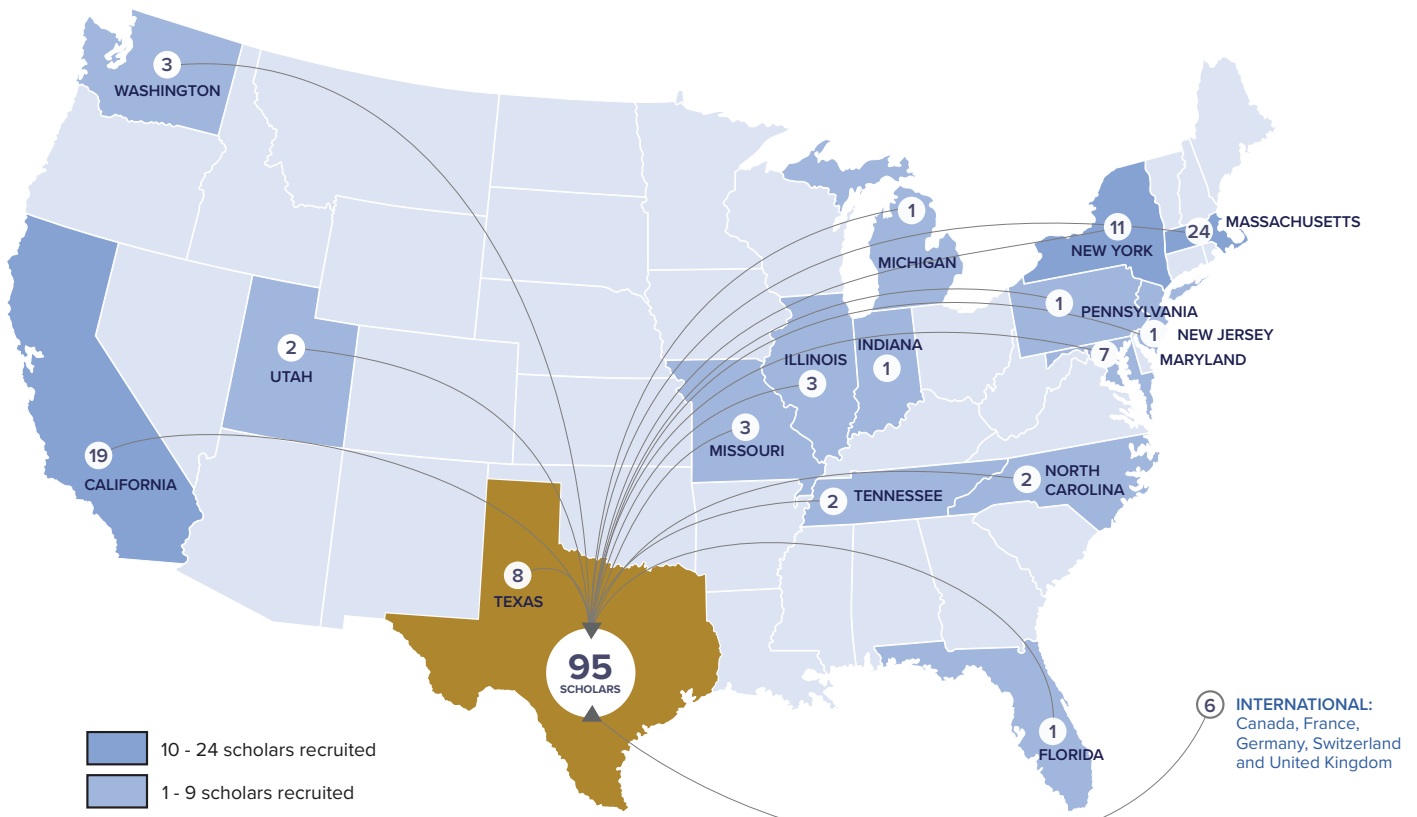 3
WASHINGTON
1
MICHIGAN
11
NEW YORK
24
MASSACHUSETTS
1
PENNSYLVANIA
1
NEW JERSEY
7
MARYLAND
2
UTAH
ILLINOIS
3
INDIANA
1
3
MISSOURI
19
CALIFORNIA
2
TENNESSEE
2
NORTH
CAROLINA
8
TEXAS
95
SCHOLARS
1
FLORIDA
6
INTERNATIONAL:
Canada, France,
Germany, Switzerland
and United Kingdom
10 - 24 scholars recruited
1 - 9 scholars recruited